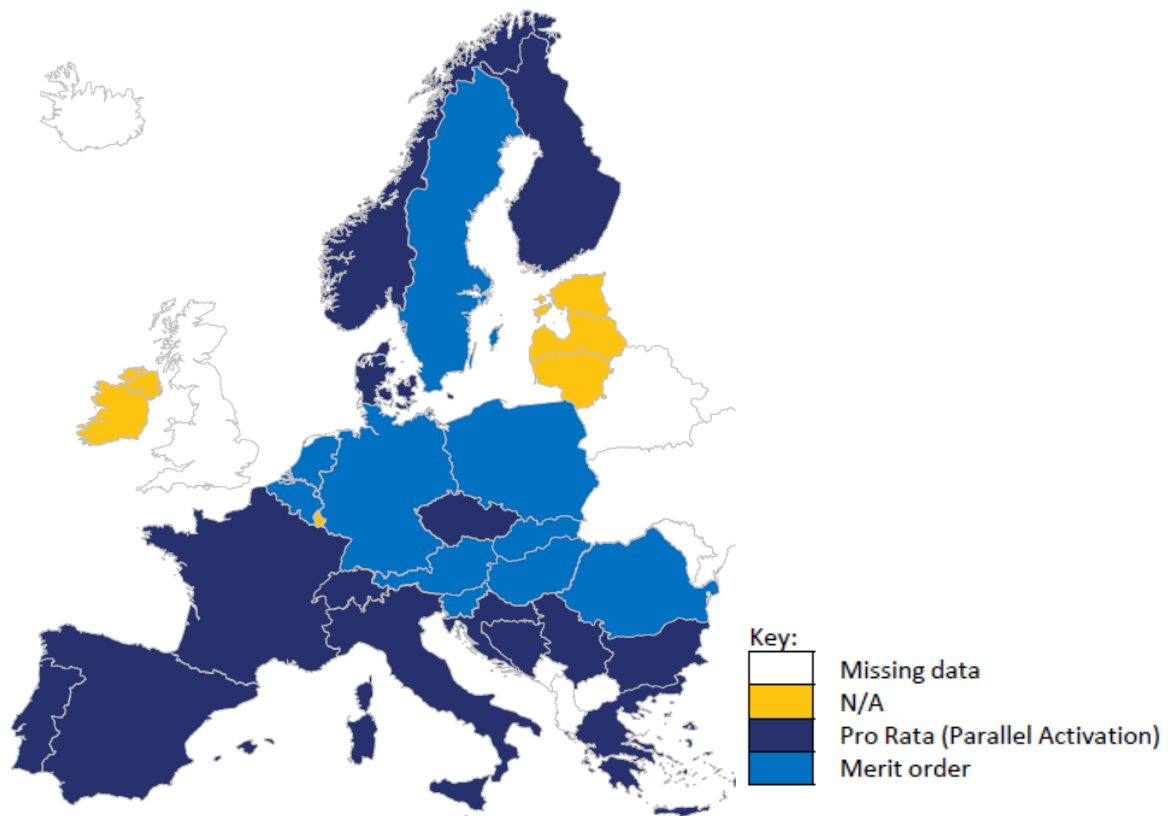 Key:
Missing data
N/A
Pro Rata (Parallel Activation)
Merit order